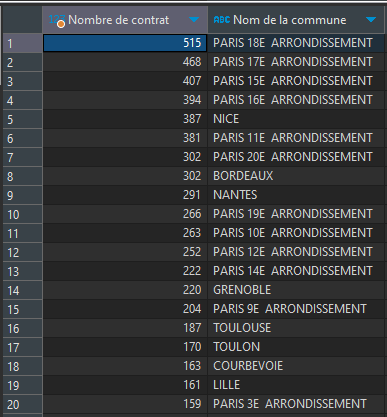 Nombre de contrat ABC Nom de la commune
1 515 PARIS 18E  ARRONDISSEMENT
2 468 PARIS 17E  ARRONDISSEMENT
3 407 PARIS 15E  ARRONDISSEMENT
4 394 PARIS 16E  ARRONDISSEMENT
5 387 NICE
6 381 PARIS 11E  ARRONDISSEMENT
7 302 PARIS 20E  ARRONDISSEMENT
8 302 BORDEAUX
9 291 NANTES
10 266 PARIS 19E  ARRONDISSEMENT
11 263 PARIS 10E  ARRONDISSEMENT
12 252 PARIS 12E  ARRONDISSEMENT
13 222 PARIS 14E  ARRONDISSEMENT
14 220 GRENOBLE
15 204 PARIS 9E  ARRONDISSEMENT
16 187 TOULOUSE
17 170 TOULON
18 163 COURBEVOIE
19 161 LILLE
20 159 PARIS 3E  ARRONDISSEMENT